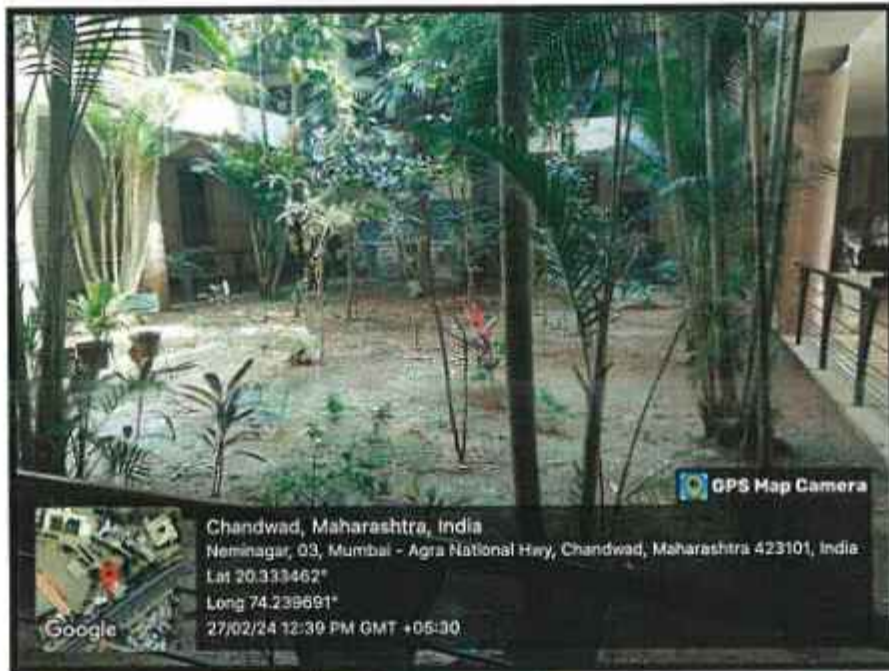 GPS Map Camera
Chandwad, Maharashtra, India
Neminagar, 03, Mumbai - Agra National Hwy, Chandwad, Maharashtra 423101, India
Lat 20.333462°
Long 74.239691°
27/02/24 12:39 PM GMT +05:30
Google